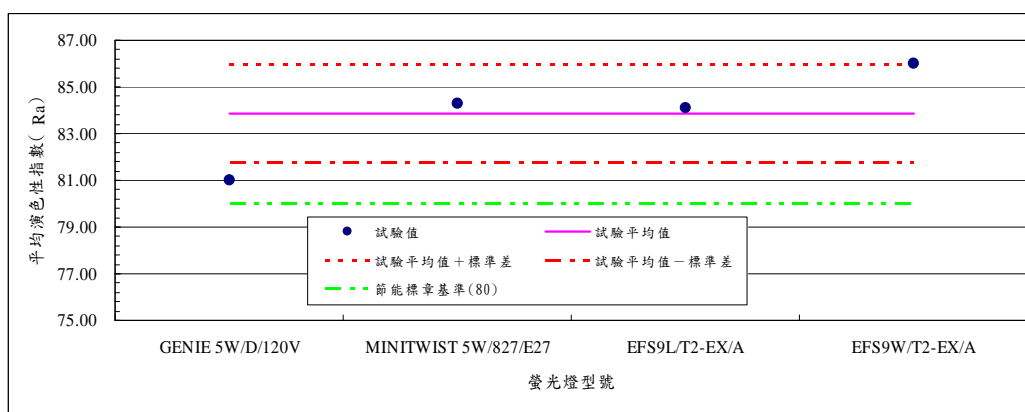 87.00
85.00
83.00
81.00
79.00
77.00
75.00
平均演色性指數( Ra)
試驗值
試驗平均值
試驗平均值＋標準差
試驗平均值－標準差
節能標章基準(80)
GENIE 5W/D/120V
MINITWIST 5W/827/E27
EFS9L/T2-EX/A
EFS9W/T2-EX/A
螢光燈型號